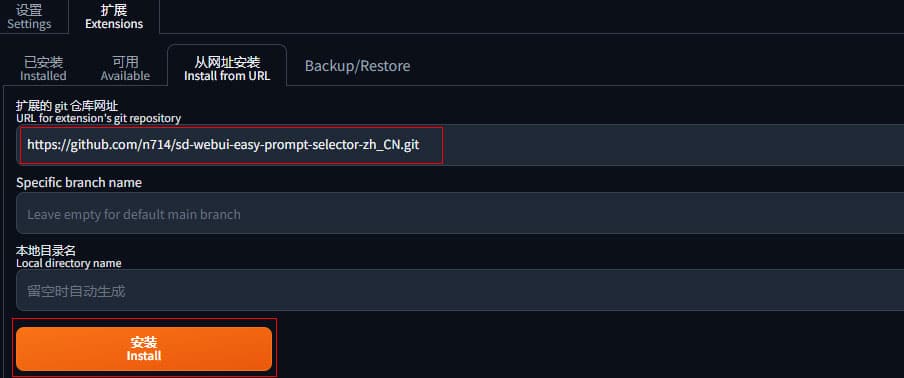 设置
Settings
扩展
Extensions
已安装
Installed
可用
Available
从网址安装
Install from URL
Backup/Restore
扩展的 git 仓库网址
URL for extension's git repository
https://github.com/n714/sd-webui-easy-prompt-selector-zh_CN.git
Specific branch name
Leave empty for default main branch
本地目录名
Local directory name
留空时自动生成
安装
Install